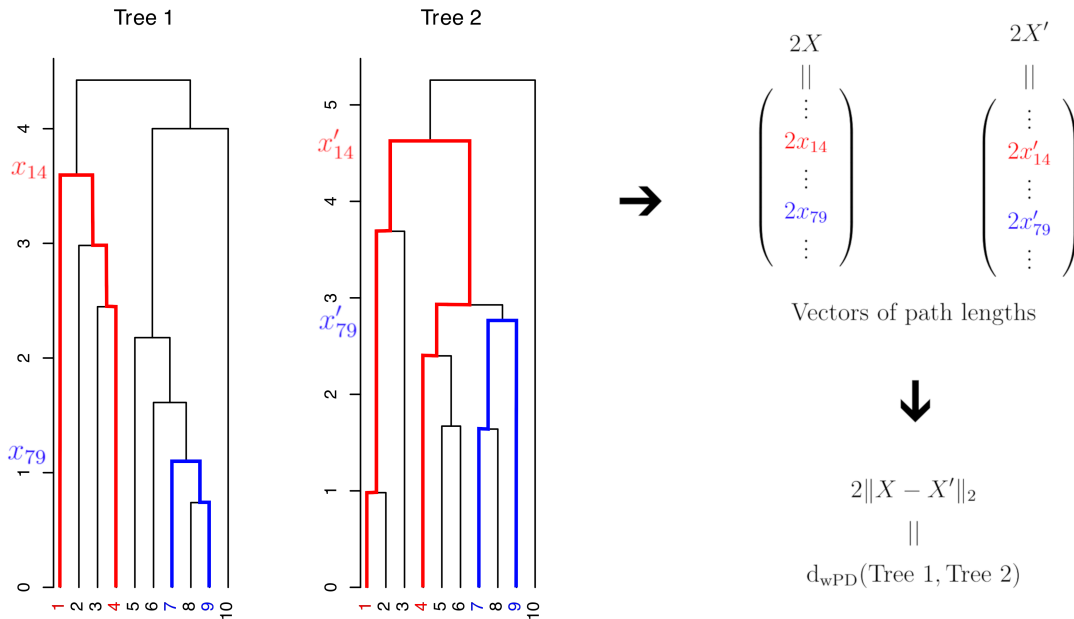 Tree 1
Tree 2
2X
2X′
||
||
4
3
2
1
0
x₁₄
x₇₉
1 2 3 4 5 6 7 8 9 10
5
4
3
2
1
0
x′₁₄
x′₇₉
1 2 3 4 5 6 7 8 9 10
⋮
2x₁₄
⋮
2x₇₉
⋮
⋮
2x′₁₄
⋮
2x′₇₉
⋮
Vectors of path lengths
2‖X − X′‖₂
||
d_wPD(Tree 1, Tree 2)